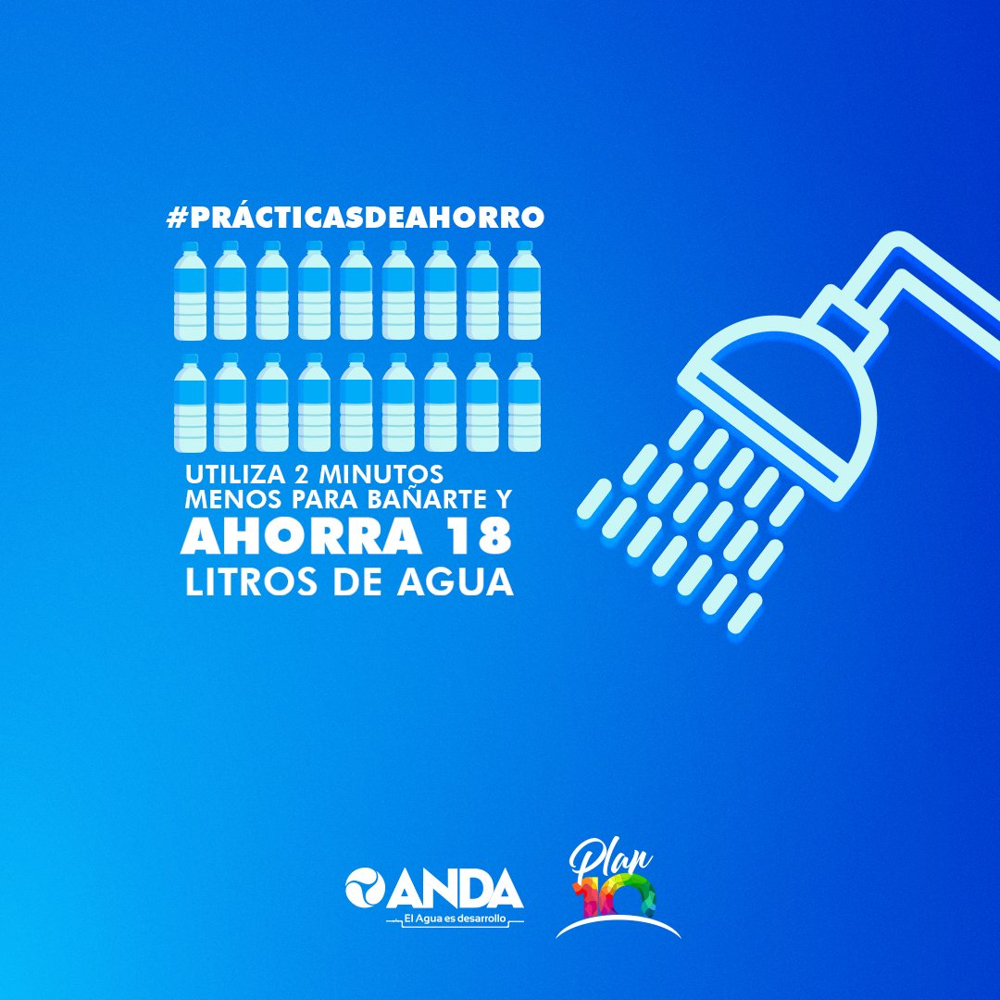 #PRÁCTICASDEAHORRO
UTILIZA 2 MINUTOS
MENOS PARA BAÑARTE Y
AHORRA 18
LITROS DE AGUA
ANDA
El Agua es desarrollo
Plan
10